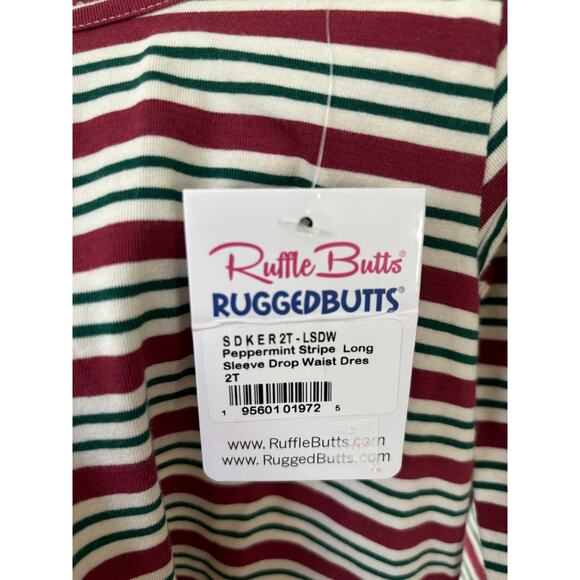 Ruffle Butts®
RUGGEDBUTTS®
S D K E R 2T - LSDW
Peppermint Stripe Long
Sleeve Drop Waist Dres
2T
1 95601 01972 5
www. RuffleButts.com
www. RuggedButts.com